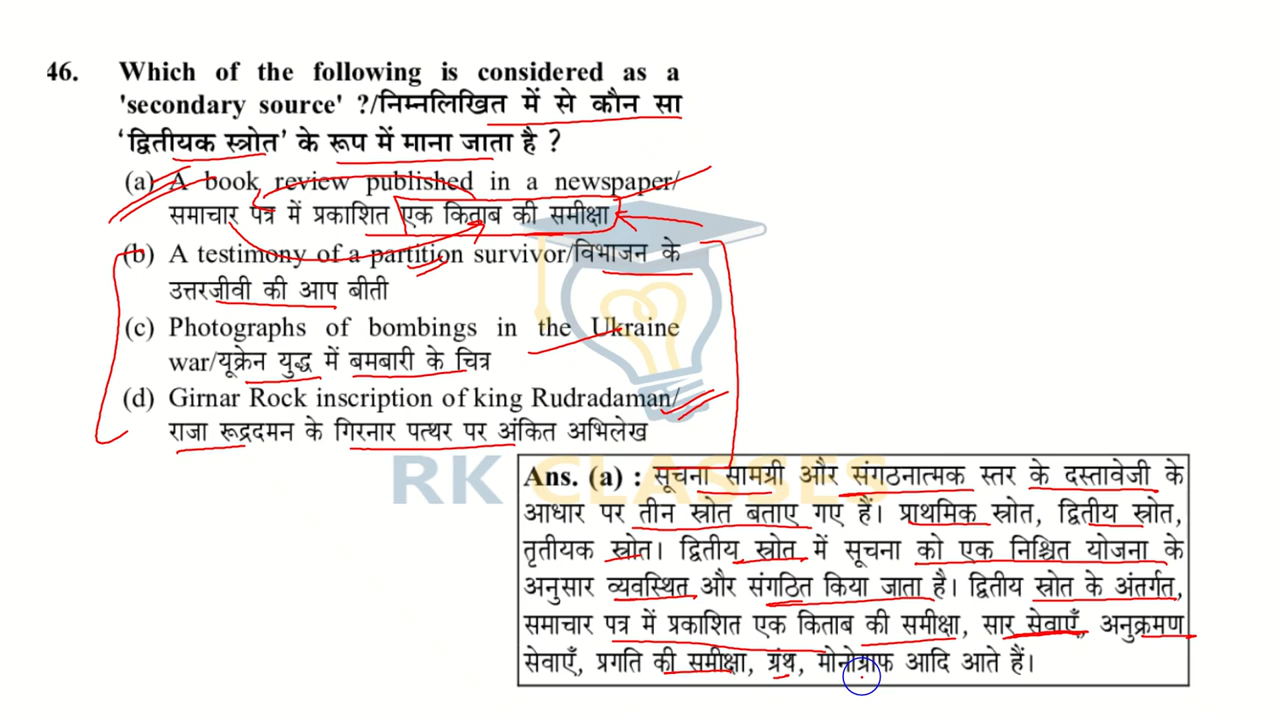 46. Which of the following is considered as a
'secondary source' ?/निम्नलिखित में से कौन सा
‘द्वितीयक स्त्रोत’ के रूप में माना जाता है ?
(a) A book review published in a newspaper/
समाचार पत्र में प्रकाशित एक किताब की समीक्षा
(b) A testimony of a partition survivor/विभाजन के
उत्तरजीवी की आप बीती
(c) Photographs of bombings in the Ukraine
war/यूक्रेन युद्ध में बमबारी के चित्र
(d) Girnar Rock inscription of king Rudradaman/
राजा रूद्रदमन के गिरनार पत्थर पर अंकित अभिलेख
RK CLASSES
Ans. (a) : सूचना सामग्री और संगठनात्मक स्तर के दस्तावेजी के
आधार पर तीन स्रोत बताए गए हैं। प्राथमिक स्रोत, द्वितीय स्रोत,
तृतीयक स्रोत। द्वितीय स्रोत में सूचना को एक निश्चित योजना के
अनुसार व्यवस्थित और संगठित किया जाता है। द्वितीय स्रोत के अंतर्गत,
समाचार पत्र में प्रकाशित एक किताब की समीक्षा, सार सेवाएँ, अनुक्रमण
सेवाएँ, प्रगति की समीक्षा, ग्रंथ, मोनोग्राफ आदि आते हैं।